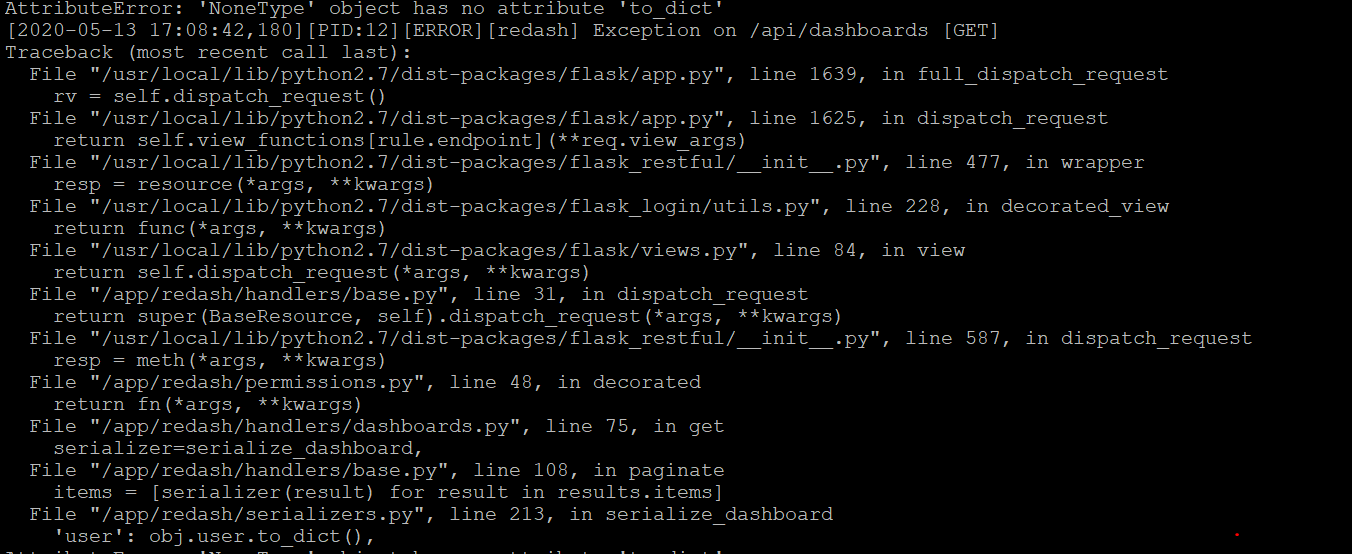 AttributeError: 'NoneType' object has no attribute 'to_dict'
[2020-05-13 17:08:42,180][PID:12][ERROR][redash] Exception on /api/dashboards [GET]
Traceback (most recent call last):
  File "/usr/local/lib/python2.7/dist-packages/flask/app.py", line 1639, in full_dispatch_request
    rv = self.dispatch_request()
  File "/usr/local/lib/python2.7/dist-packages/flask/app.py", line 1625, in dispatch_request
    return self.view_functions[rule.endpoint](**req.view_args)
  File "/usr/local/lib/python2.7/dist-packages/flask_restful/__init__.py", line 477, in wrapper
    resp = resource(*args, **kwargs)
  File "/usr/local/lib/python2.7/dist-packages/flask_login/utils.py", line 228, in decorated_view
    return func(*args, **kwargs)
  File "/usr/local/lib/python2.7/dist-packages/flask/views.py", line 84, in view
    return self.dispatch_request(*args, **kwargs)
  File "/app/redash/handlers/base.py", line 31, in dispatch_request
    return super(BaseResource, self).dispatch_request(*args, **kwargs)
  File "/usr/local/lib/python2.7/dist-packages/flask_restful/__init__.py", line 587, in dispatch_request
    resp = meth(*args, **kwargs)
  File "/app/redash/permissions.py", line 48, in decorated
    return fn(*args, **kwargs)
  File "/app/redash/handlers/dashboards.py", line 75, in get
    serializer=serialize_dashboard,
  File "/app/redash/handlers/base.py", line 108, in paginate
    items = [serializer(result) for result in results.items]
  File "/app/redash/serializers.py", line 213, in serialize_dashboard
    'user': obj.user.to_dict(),